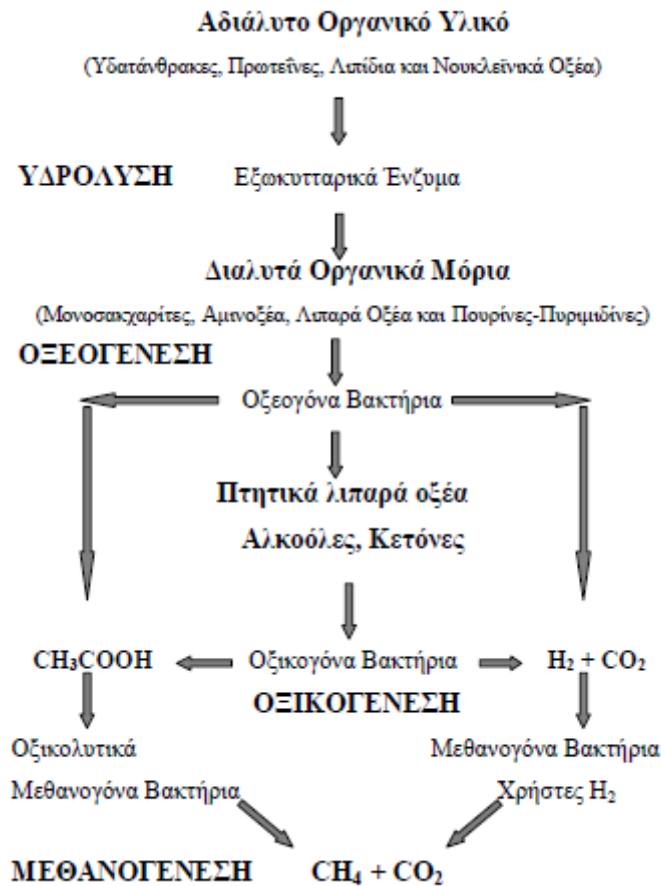 Αδιάλυτο Οργανικό Υλικό
(Υδατάνθρακες, Πρωτεΐνες, Λιπίδια και Νουκλεϊνικά Οξέα)
ΥΔΡΟΛΥΣΗ Εξωκυτταρικά Ένζυμα
Διαλυτά Οργανικά Μόρια
(Μονοσακχαρίτες, Αμινοξέα, Λιπαρά Οξέα και Πουρίνες-Πυριμιδίνες)
ΟΞΕΟΓΕΝΕΣΗ
Οξεογόνα Βακτήρια
Πτητικά λιπαρά οξέα
Αλκοόλες, Κετόνες
CH₃COOH Οξικογόνα Βακτήρια H₂ + CO₂
ΟΞΙΚΟΓΕΝΕΣΗ
Οξικολυτικά Μεθανογόνα Βακτήρια
Μεθανογόνα Βακτήρια Χρήστες H₂
ΜΕΘΑΝΟΓΕΝΕΣΗ CH₄ + CO₂